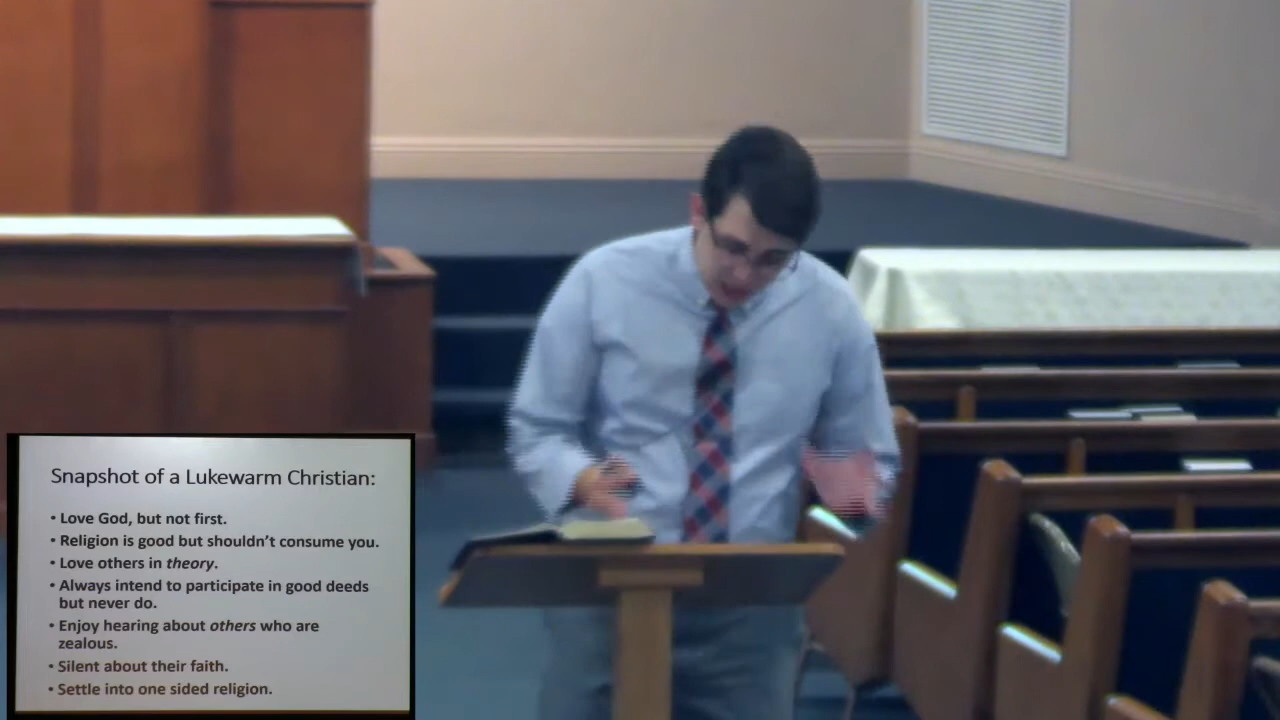 Snapshot of a Lukewarm Christian:
• Love God, but not first.
• Religion is good but shouldn't consume you.
• Love others in theory.
• Always intend to participate in good deeds
but never do.
• Enjoy hearing about others who are
zealous.
• Silent about their faith.
• Settle into one sided religion.